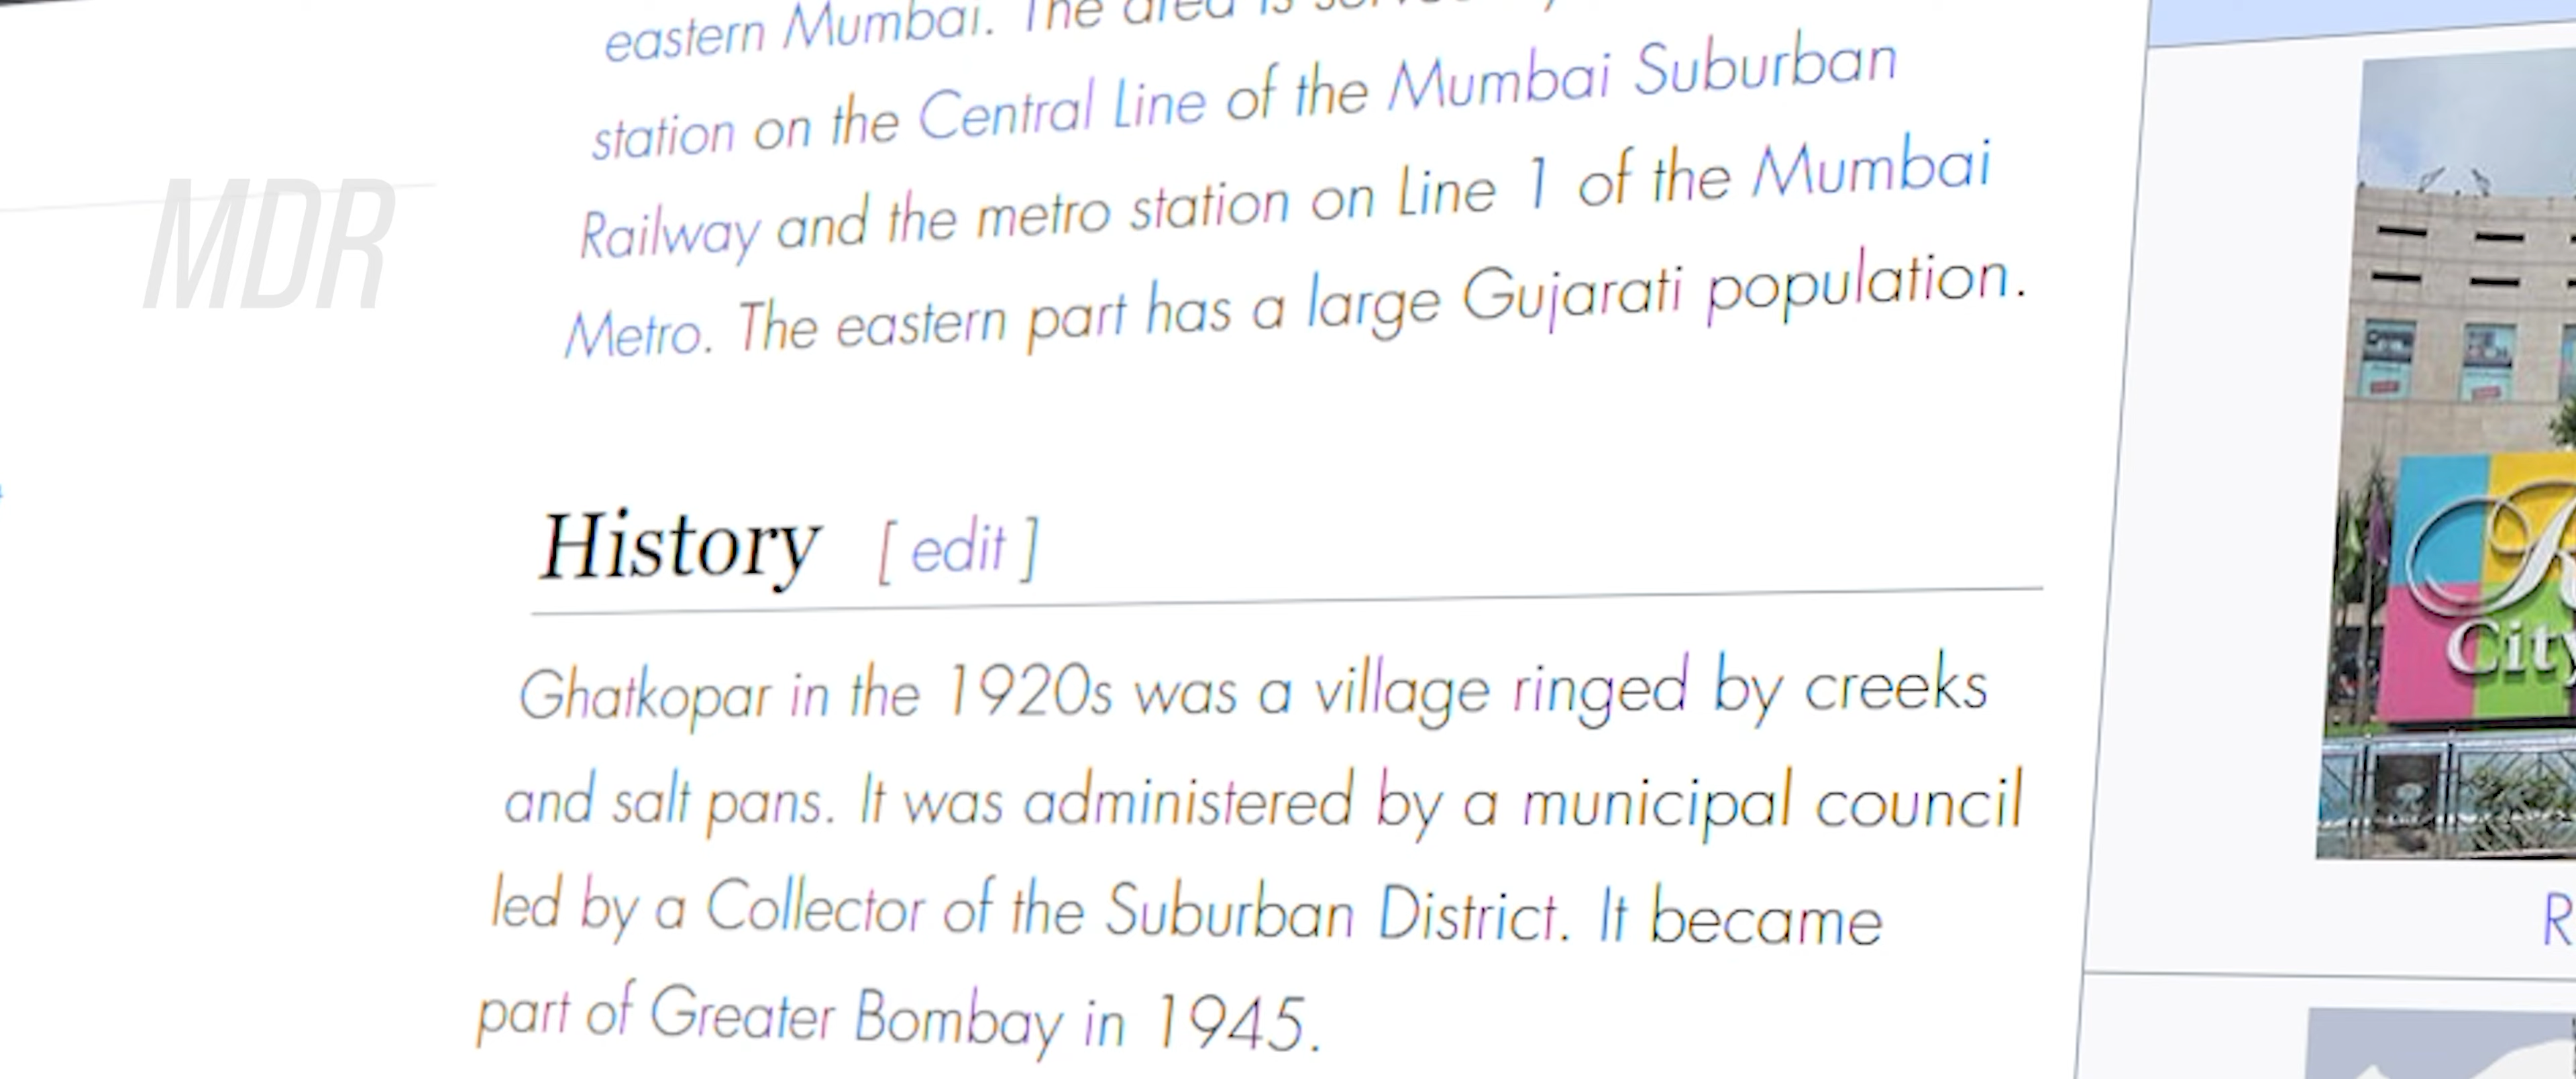 eastern Mumbai. The area is
station on the Central Line of the Mumbai Suburban
Railway and the metro station on Line 1 of the Mumbai
Metro. The eastern part has a large Gujarati population.
MDR
History [ edit ]
Ghatkopar in the 1920s was a village ringed by creeks
and salt pans. It was administered by a municipal council
led by a Collector of the Suburban District. It became
part of Greater Bombay in 1945.
R
City
R